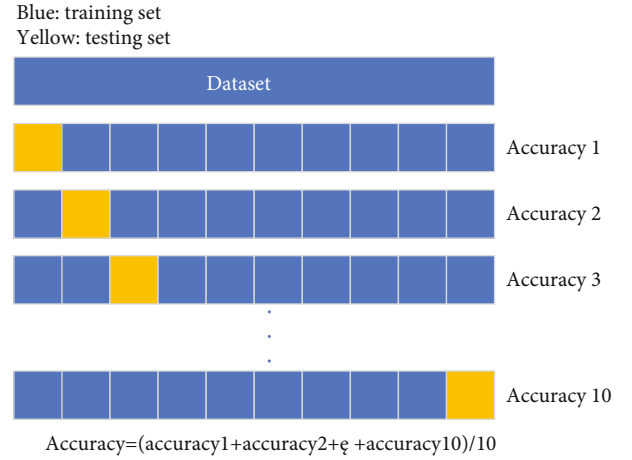 Blue: training set
Yellow: testing set
Dataset
Accuracy 1
Accuracy 2
Accuracy 3
Accuracy 10
Accuracy=(accuracy1+accuracy2+ę +accuracy10)/10